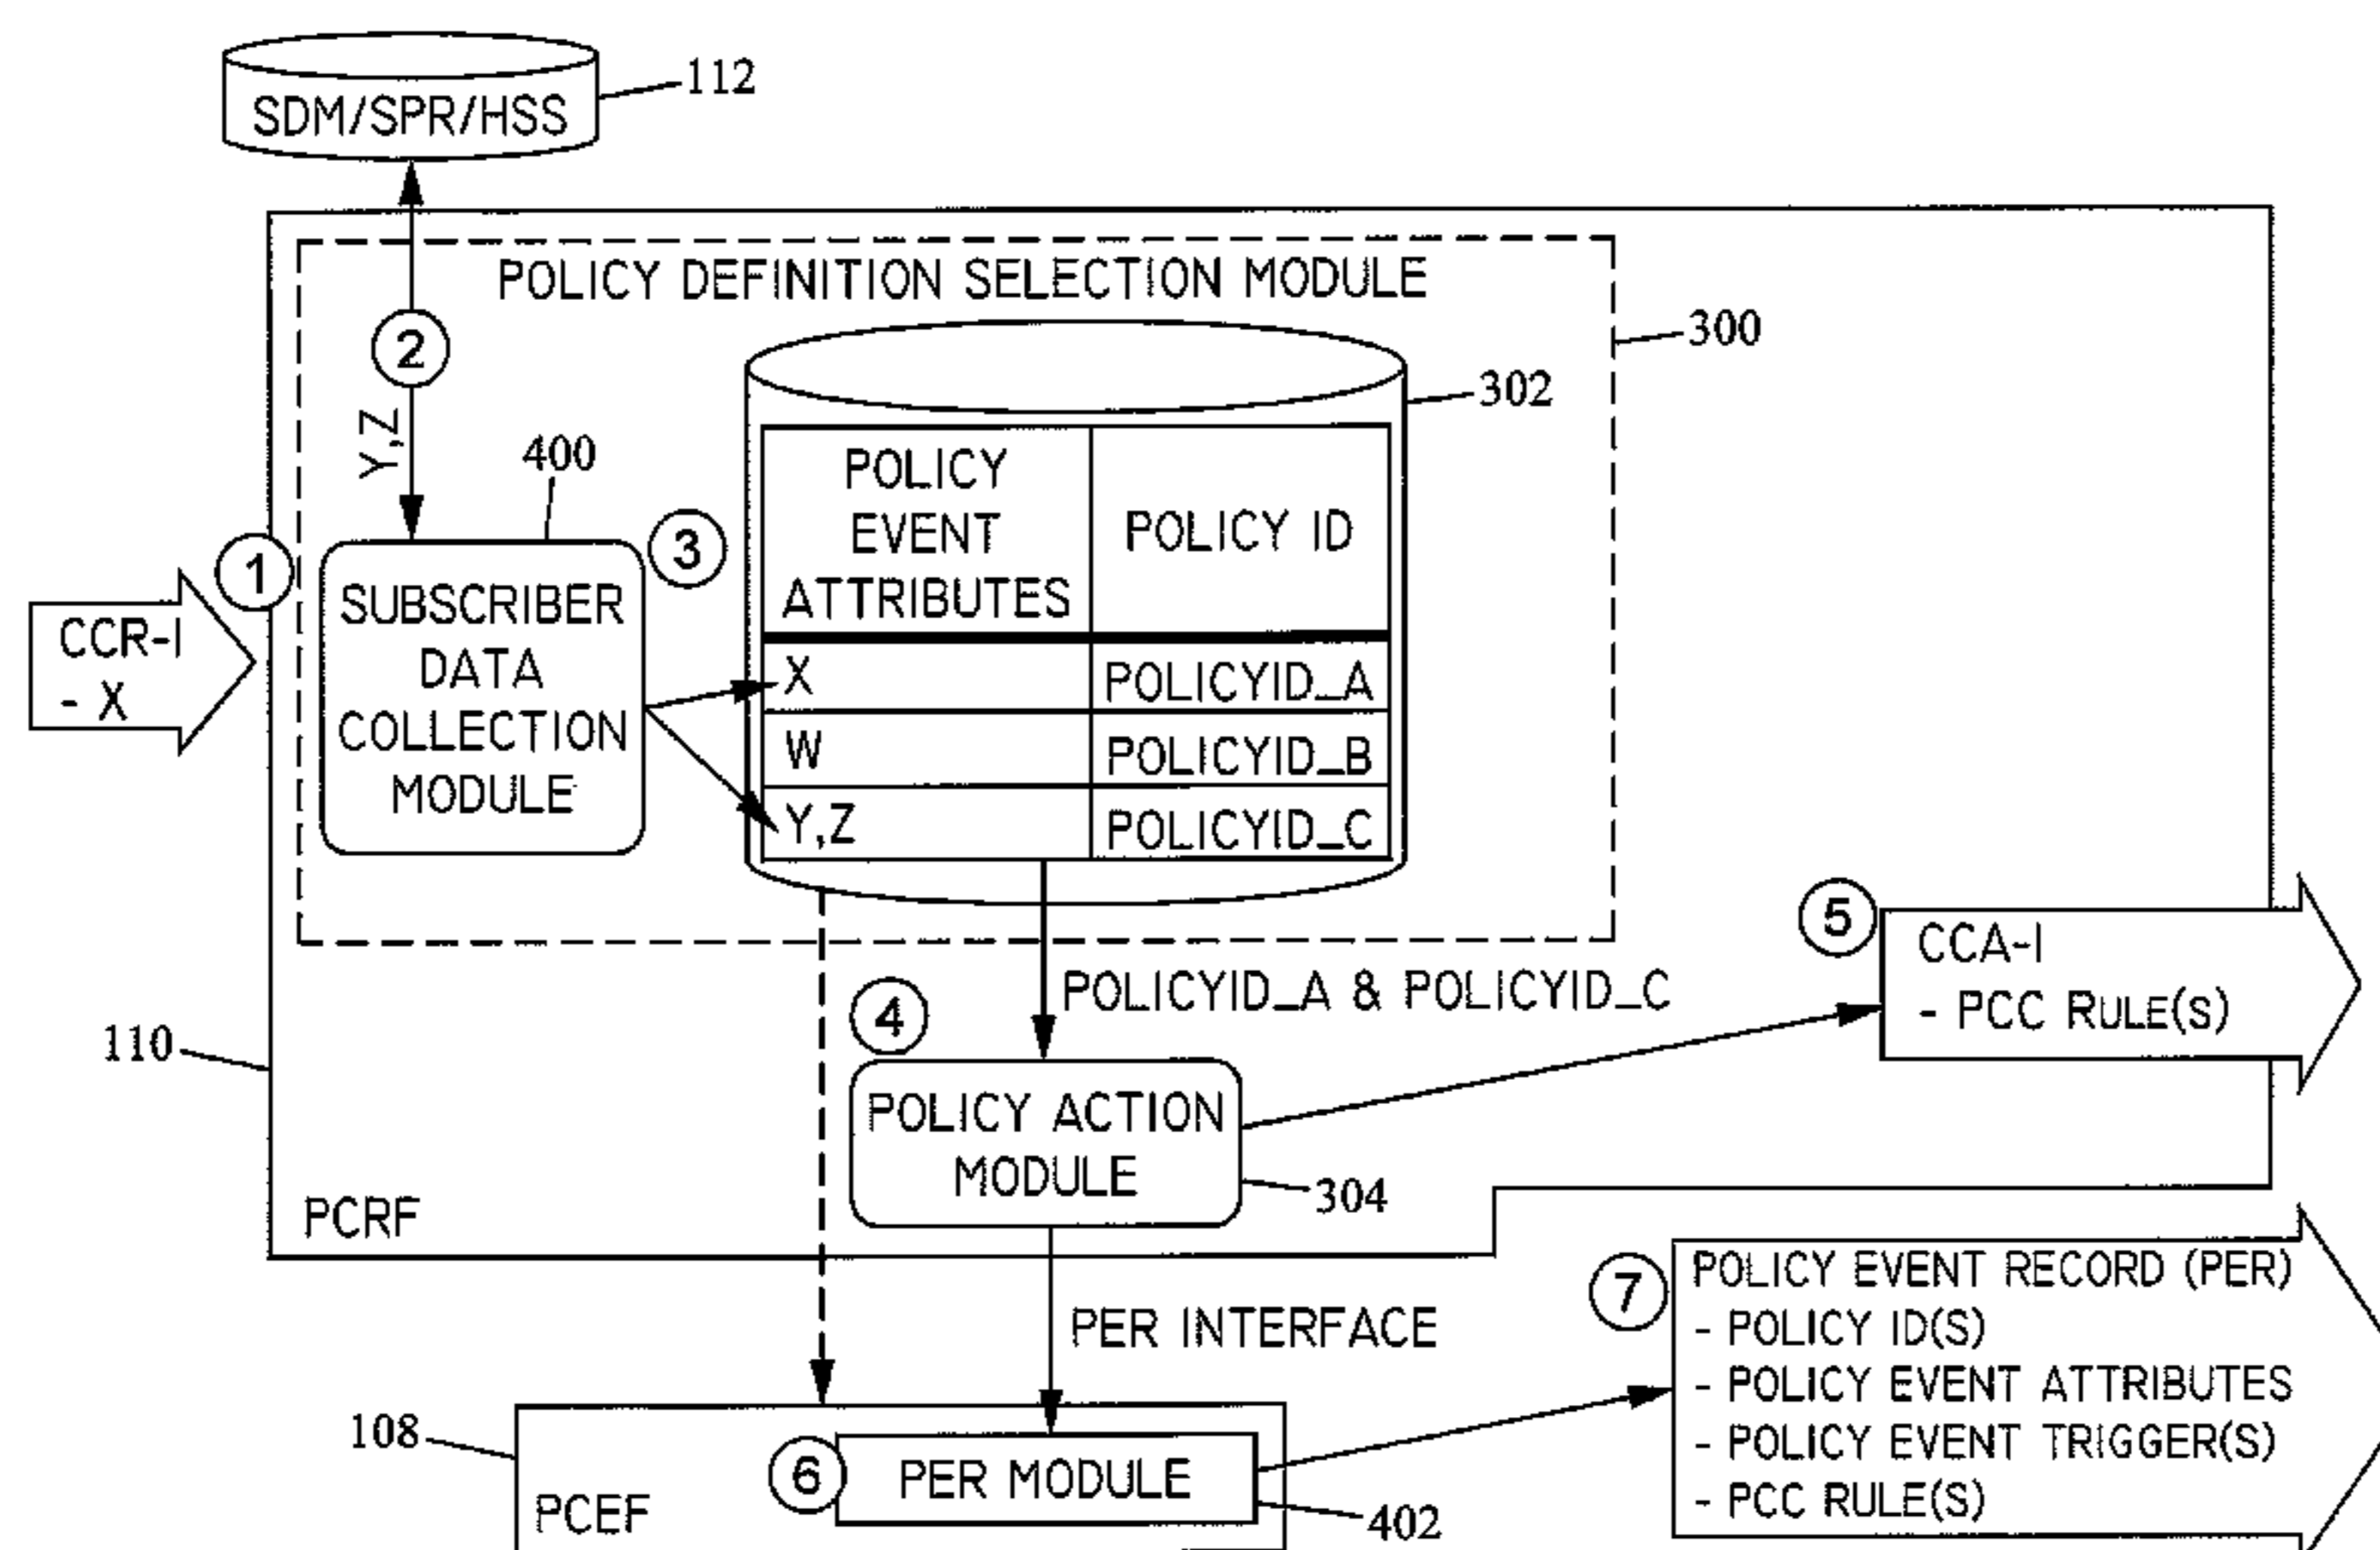 SDM/SPR/HSS
112
POLICY DEFINITION SELECTION MODULE
300
2
Y,Z
302
400
3
POLICY
EVENT
ATTRIBUTES
POLICY ID
1
CCR-I
- X
SUBSCRIBER
DATA
COLLECTION
MODULE
X
POLICYID_A
W
POLICYID_B
Y,Z
POLICYID_C
5
CCA-I
- PCC RULE(S)
POLICYID_A & POLICYID_C
4
110
POLICY ACTION
MODULE
304
PCRF
7
POLICY EVENT RECORD (PER)
- POLICY ID(S)
- POLICY EVENT ATTRIBUTES
- POLICY EVENT TRIGGER(S)
- PCC RULE(S)
PER INTERFACE
108
6
PER MODULE
PCEF
402